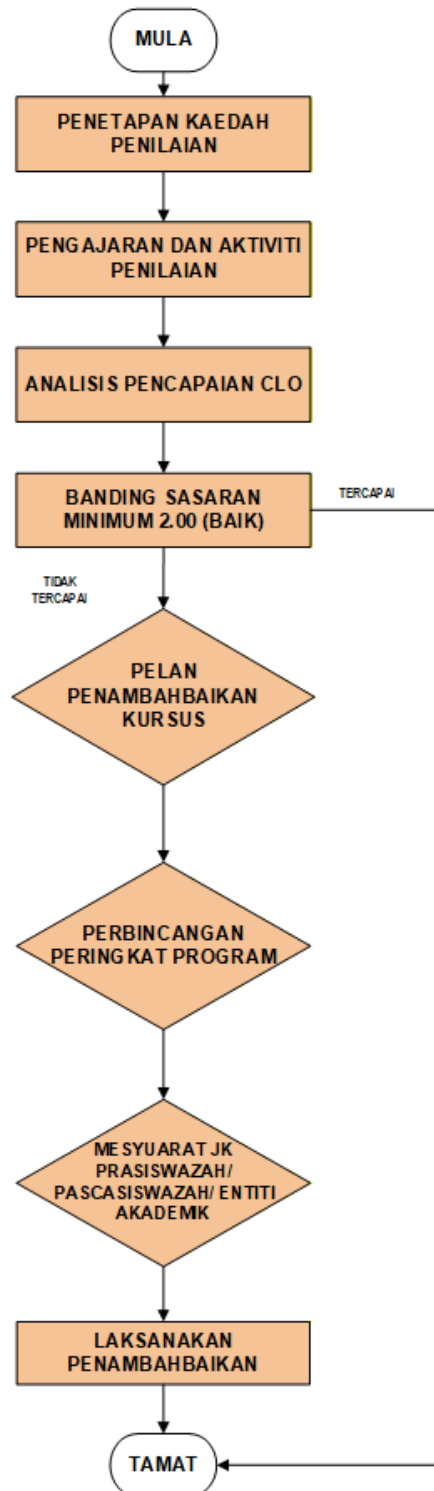 MULA
PENETAPAN KAEDAH
PENILAIAN
PENGAJARAN DAN AKTIVITI
PENILAIAN
ANALISIS PENCAPAIAN CLO
BANDING SASARAN
MINIMUM 2.00 (BAIK)
TERCAPAI
TIDAK
TERCAPAI
PELAN
PENAMBAHBAIKAN
KURSUS
PERBINCANGAN
PERINGKAT PROGRAM
MESYUARAT JK
PRASISWAZAH/
PASCASISWAZAH/ ENTITI
AKADEMIK
LAKSANAKAN
PENAMBAHBAIKAN
TAMAT